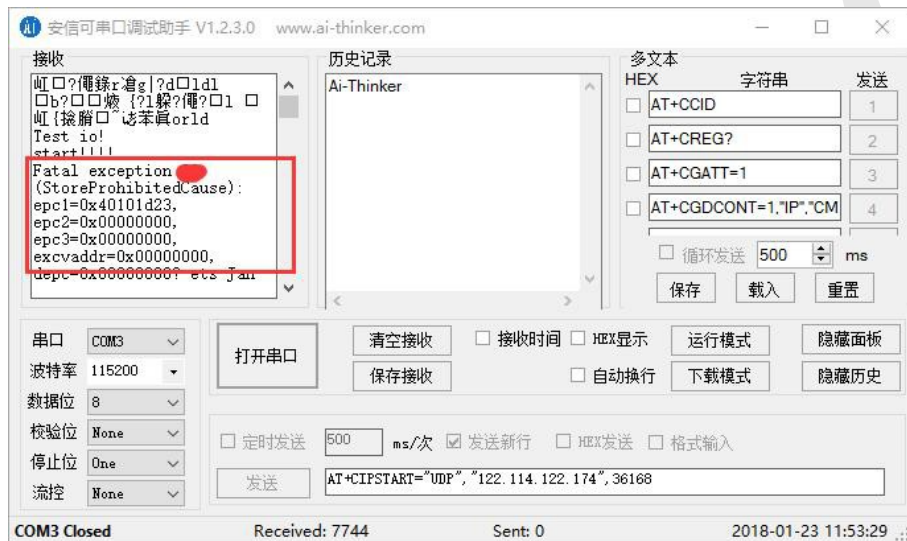 安信可串口调试助手 V1.2.3.0 www.ai-thinker.com
接收
Test io!
start!!!!
Fatal exception
(StoreProhibitedCause):
epc1=0x40101d23,
epc2=0x00000000,
epc3=0x00000000,
excvaddr=0x00000000,
depc=0x00000000? ets Jan
历史记录
Ai-Thinker
多文本
HEX 字符串 发送
AT+CCID 1
AT+CREG? 2
AT+CGATT=1 3
AT+CGDCONT=1,"IP","CM 4
循环发送 500 ms
保存 载入 重置
串口 COM3
波特率 115200
数据位 8
校验位 None
停止位 One
流控 None
打开串口
清空接收 接收时间 HEX显示 运行模式 隐藏面板
保存接收 自动换行 下载模式 隐藏历史
定时发送 500 ms/次 发送新行 HEX发送 格式输入
发送 AT+CIPSTART="UDP","122.114.122.174",36168
COM3 Closed Received: 7744 Sent: 0 2018-01-23 11:53:29